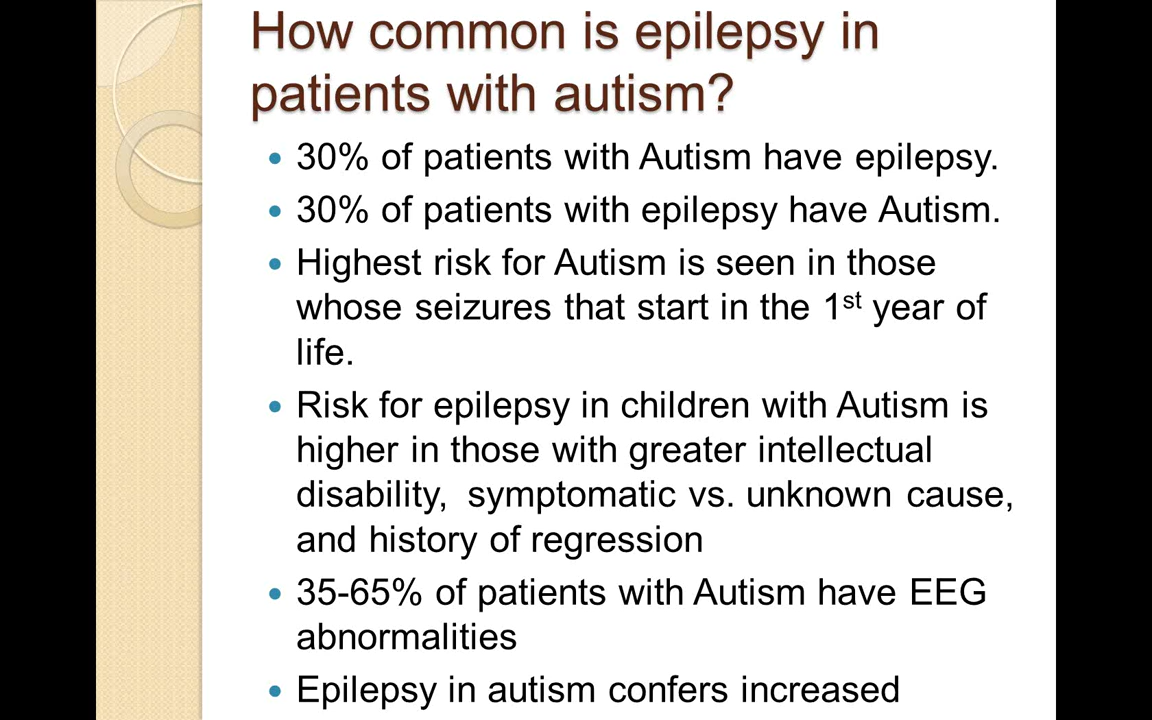 How common is epilepsy in
patients with autism?
30% of patients with Autism have epilepsy.
30% of patients with epilepsy have Autism.
Highest risk for Autism is seen in those
whose seizures that start in the 1st year of
life.
Risk for epilepsy in children with Autism is
higher in those with greater intellectual
disability, symptomatic vs. unknown cause,
and history of regression
35-65% of patients with Autism have EEG
abnormalities
Epilepsy in autism confers increased